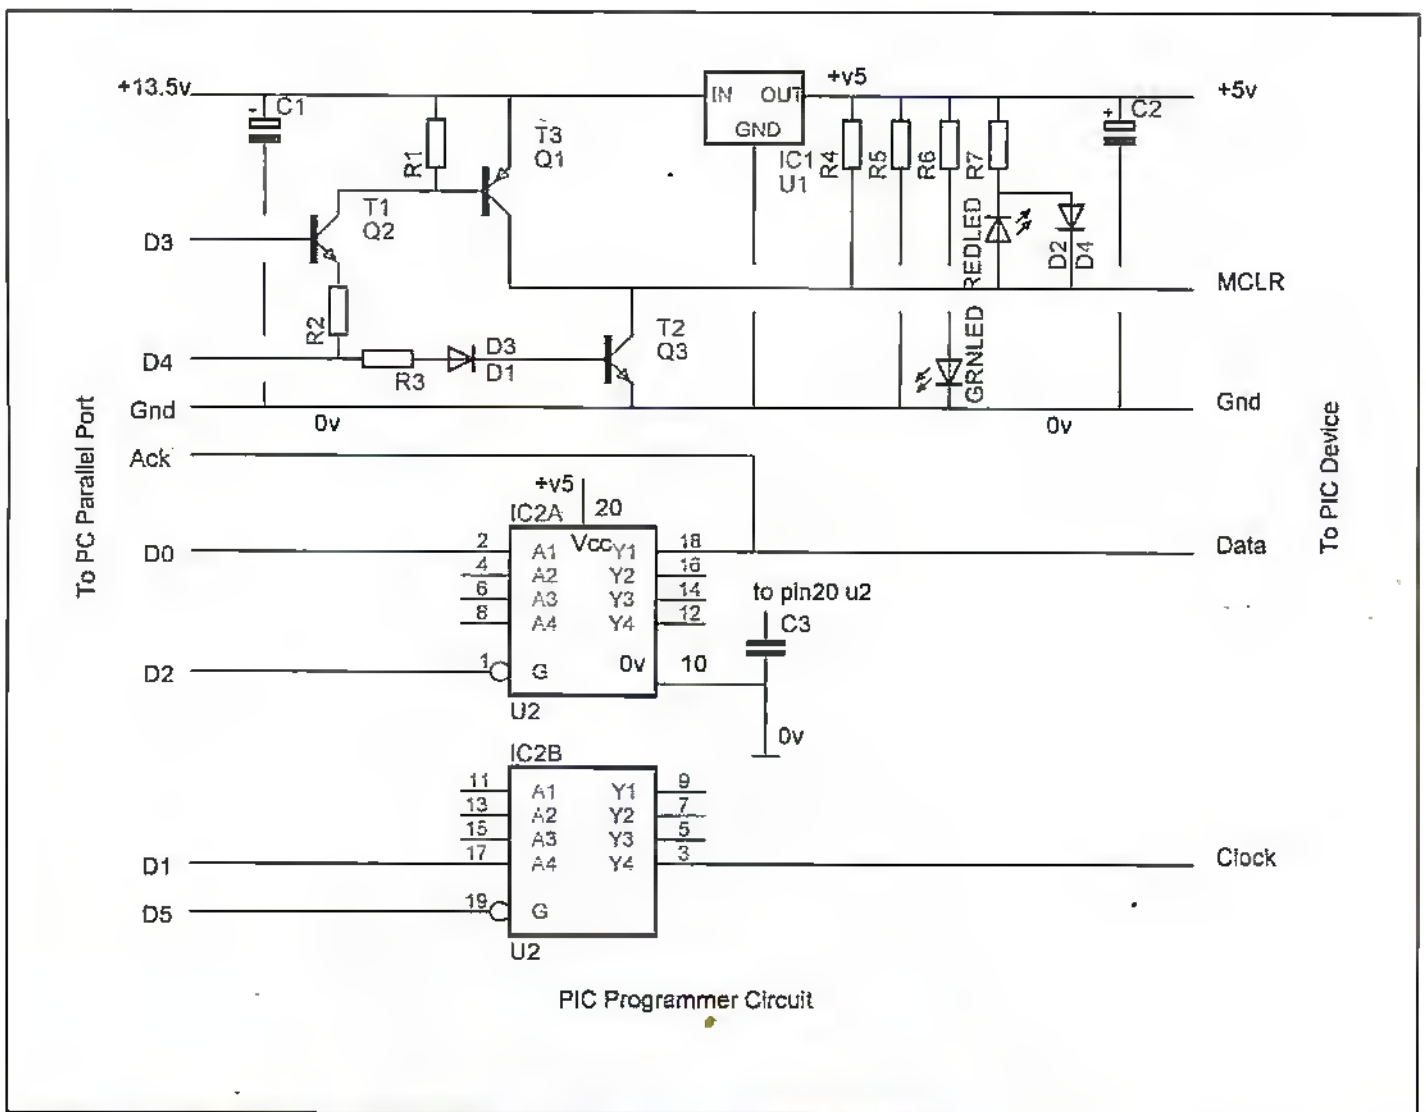 +13.5v
+ C1
R1
T3
Q1
IN OUT
GND
IC1
U1
+v5
R4
R5
R6
R7
+ C2
+5v
T1
Q2
D3
REDLED
D2
D4
MCLR
R2
D4
R3
D3
D1
T2
Q3
GRNLED
Gnd
0v
0v
Gnd
To PC Parallel Port
To PIC Device
Ack
+v5
20
IC2A
D0
2 A1 Vcc Y1 18
Data
4 A2 Y2 16
6 A3 Y3 14
8 A4 Y4 12
to pin20 u2
C3
D2
1 G 0v 10
U2
0v
IC2B
11 A1 Y1 9
13 A2 Y2 7
15 A3 Y3 5
D1
17 A4 Y4 3
Clock
D5
19 G
U2
PIC Programmer Circuit